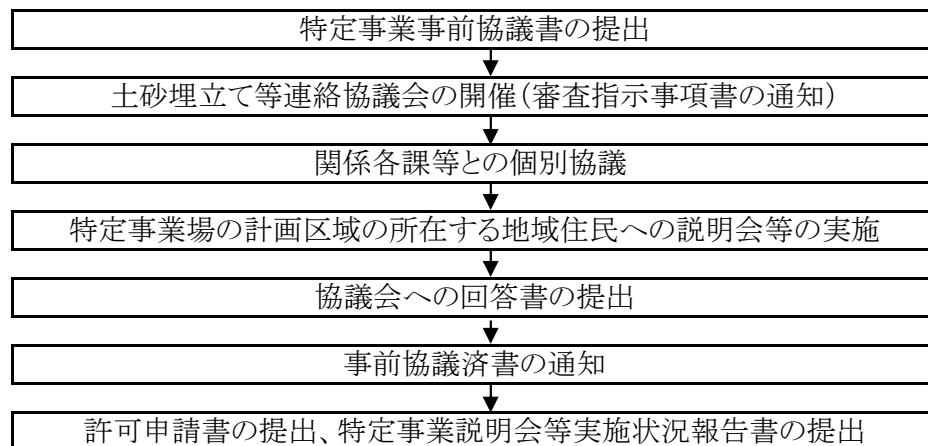 特定事業事前協議書の提出
土砂埋立て等連絡協議会の開催(審査指示事項書の通知)
関係各課等との個別協議
特定事業場の計画区域の所在する地域住民への説明会等の実施
協議会への回答書の提出
事前協議済書の通知
許可申請書の提出、特定事業説明会等実施状況報告書の提出